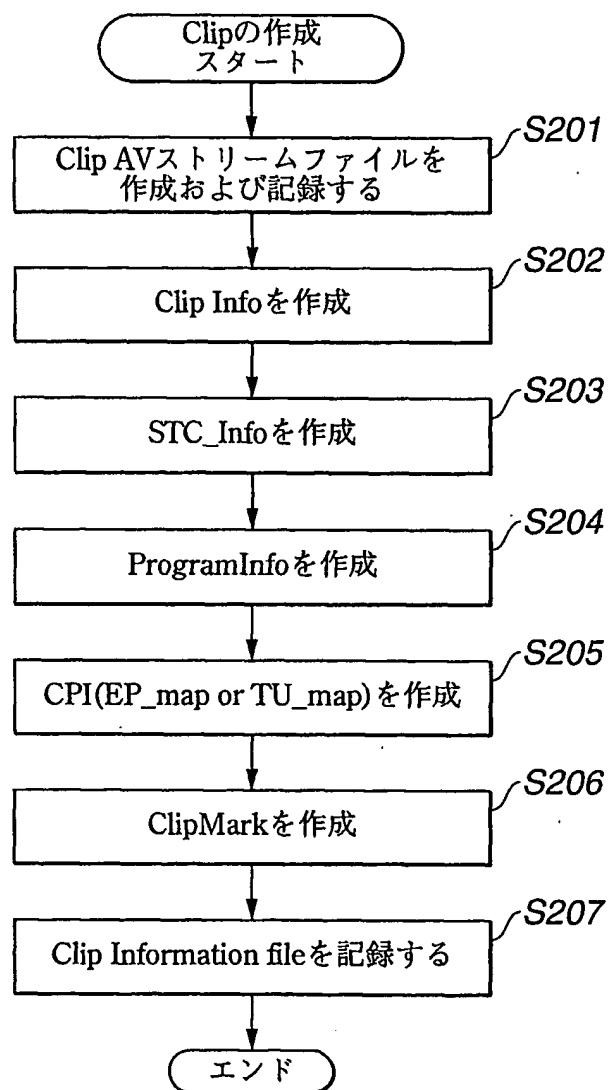 Clipの作成
スタート
S201
Clip AVストリームファイルを
作成および記録する
S202
Clip Infoを作成
S203
STC_Infoを作成
S204
ProgramInfoを作成
S205
CPI(EP_map or TU_map)を作成
S206
ClipMarkを作成
S207
Clip Information fileを記録する
エンド